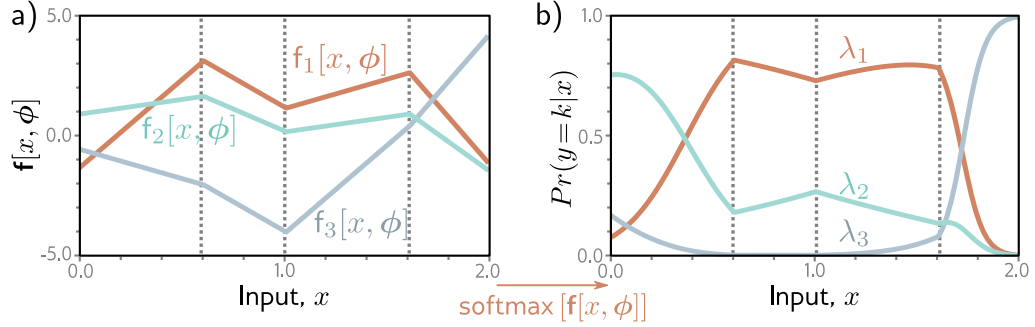 a)
5.0
0.0
-5.0
f[x, ϕ]
f₁[x, ϕ]
f₂[x, ϕ]
f₃[x, ϕ]
0.0
1.0
2.0
Input, x
softmax [f[x, ϕ]]
b)
1.0
0.5
0.0
Pr(y = k|x)
λ₁
λ₂
λ₃
0.0
1.0
2.0
Input, x